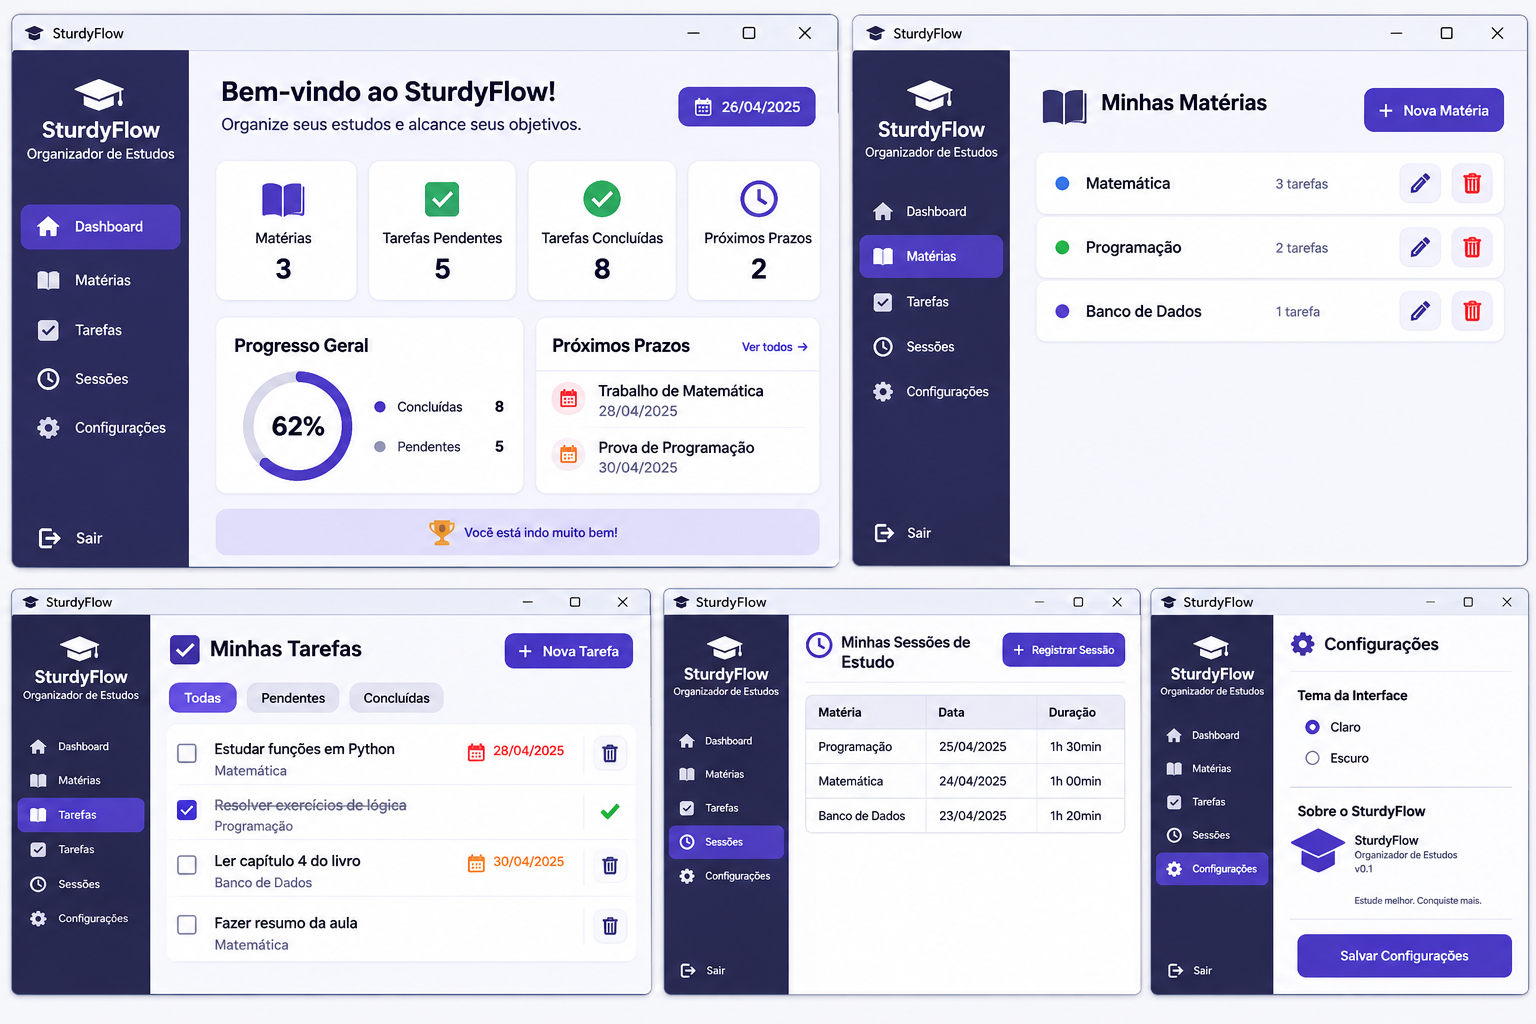 SturdyFlow
SturdyFlow
Organizador de Estudos
Dashboard
Matérias
Tarefas
Sessões
Configurações
Sair
Bem-vindo ao SturdyFlow!
Organize seus estudos e alcance seus objetivos.
26/04/2025
Matérias
3
Tarefas Pendentes
5
Tarefas Concluídas
8
Próximos Prazos
2
Progresso Geral
62%
Concluídas 8
Pendentes 5
Próximos Prazos
Ver todos →
Trabalho de Matemática
28/04/2025
Prova de Programação
30/04/2025
Você está indo muito bem!
SturdyFlow
SturdyFlow
Organizador de Estudos
Dashboard
Matérias
Tarefas
Sessões
Configurações
Sair
Minhas Matérias
+ Nova Matéria
Matemática 3 tarefas
Programação 2 tarefas
Banco de Dados 1 tarefa
SturdyFlow
SturdyFlow
Organizador de Estudos
Dashboard
Matérias
Tarefas
Tarefas
Sessões
Configurações
Minhas Tarefas
+ Nova Tarefa
Todas
Pendentes
Concluídas
Estudar funções em Python 28/04/2025
Matemática
Resolver exercícios de lógica
Programação
Ler capítulo 4 do livro 30/04/2025
Banco de Dados
Fazer resumo da aula
Matemática
SturdyFlow
SturdyFlow
Organizador de Estudos
Dashboard
Matérias
Tarefas
Sessões
Configurações
Sair
Minhas Sessões de
Estudo
+ Registrar Sessão
Matéria Data Duração
Programação 25/04/2025 1h 30min
Matemática 24/04/2025 1h 00min
Banco de Dados 23/04/2025 1h 20min
SturdyFlow
SturdyFlow
Organizador de Estudos
Dashboard
Matérias
Tarefas
Sessões
Configurações
Sair
Configurações
Tema da Interface
Claro
Escuro
Sobre o SturdyFlow
SturdyFlow
Organizador de Estudos
v0.1
Estude melhor. Conquiste mais.
Salvar Configurações